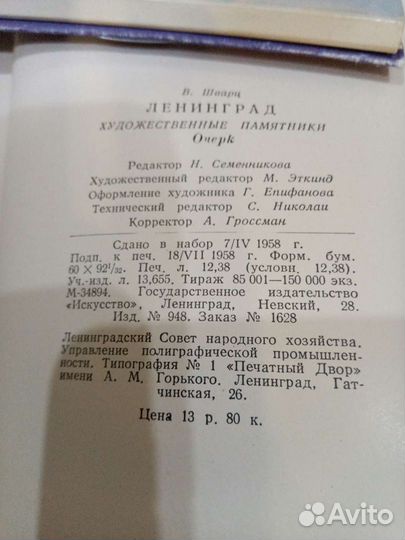 В. Шварц
ЛЕНИНГРАД
ХУДОЖЕСТВЕННЫЕ ПАМЯТНИКИ
Очерк
Редактор Н. Семенникова
Художественный редактор М. Эткинд
Оформление художника Г. Епифанова
Технический редактор С. Николаи
Корректор А. Гроссман
Сдано в набор 7/IV 1958 г.
Подп. к печ. 18/VII 1958 г. Форм. бум.
60 × 92 1/32. Печ. л. 12,38 (условн. 12,38).
Уч.-изд. л. 13,655. Тираж 85 001—150 000 экз.
М-34894. Государственное издательство
«Искусство», Ленинград, Невский, 28.
Изд. № 948. Заказ № 1628
Ленинградский Совет народного хозяйства.
Управление полиграфической промышлен-
ности. Типография № 1 «Печатный Двор»
имени А. М. Горького. Ленинград, Гат-
чинская, 26.
Цена 13 р. 80 к.
Avito